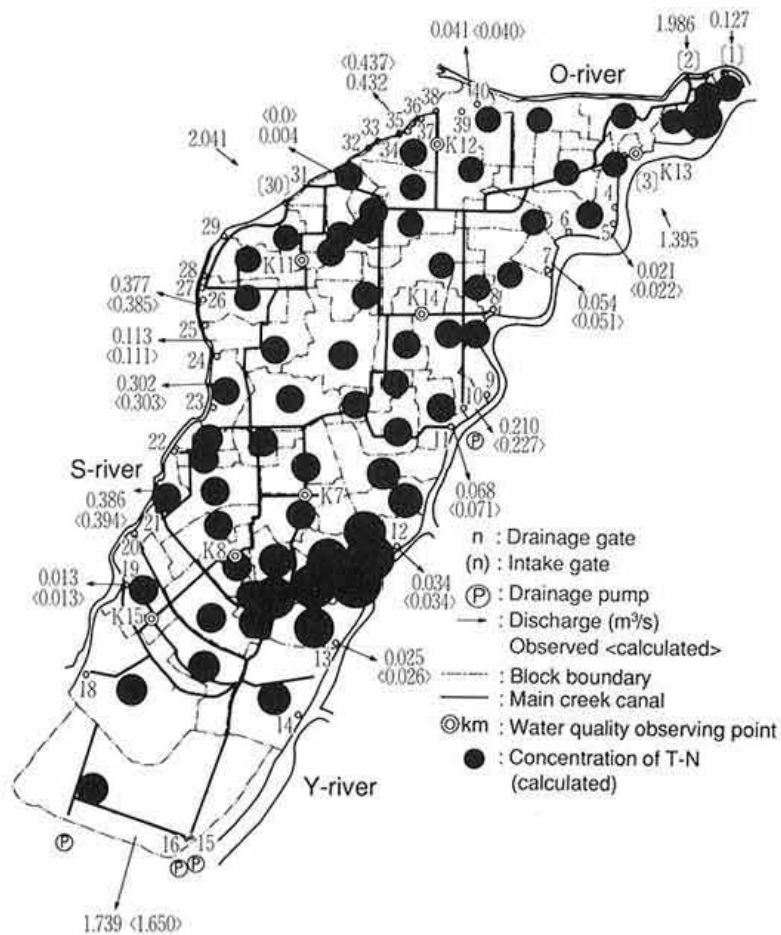 1.986 0.127
[2] [1]
0.041 <0.040>
O-river
<0.437>
0.432
<0.0>
0.004
2.041
40
38
36
35
37
39
33
34
32
31
[30]
K12
K13
[3]
4
5
6
1.395
29
K11
28
27
26
0.377
<0.385>
7
0.021
<0.022>
0.054
<0.051>
K14
8
25
0.113
<0.111>
24
0.302
<0.303>
23
9
10
0.210
<0.227>
11
P
22
S-river
0.386
<0.394>
21
20
K7
0.068
<0.071>
12
K8
0.013
<0.013>
19
K15
0.034
<0.034>
13
0.025
<0.026>
18
14
Y-river
16 15
P
P P
1.739 <1.650>
n : Drainage gate
(n) : Intake gate
P : Drainage pump
: Discharge (m³/s)
Observed <calculated>
: Block boundary
: Main creek canal
km : Water quality observing point
: Concentration of T-N
(calculated)